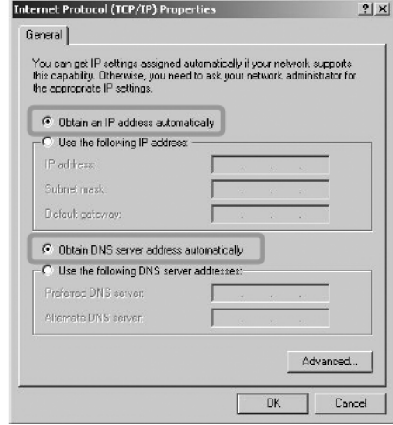 Internet Protocol (TCP/IP) Properties
General
You can get IP settings assigned automatically if your network supports
this capability. Otherwise, you need to ask your network administrator for
the appropriate IP settings.
Obtain an IP address automatically
Use the following IP address:
IP address:
Subnet mask:
Default gateway:
Obtain DNS server address automatically
Use the following DNS server addresses:
Preferred DNS server:
Alternate DNS server:
Advanced...
OK
Cancel